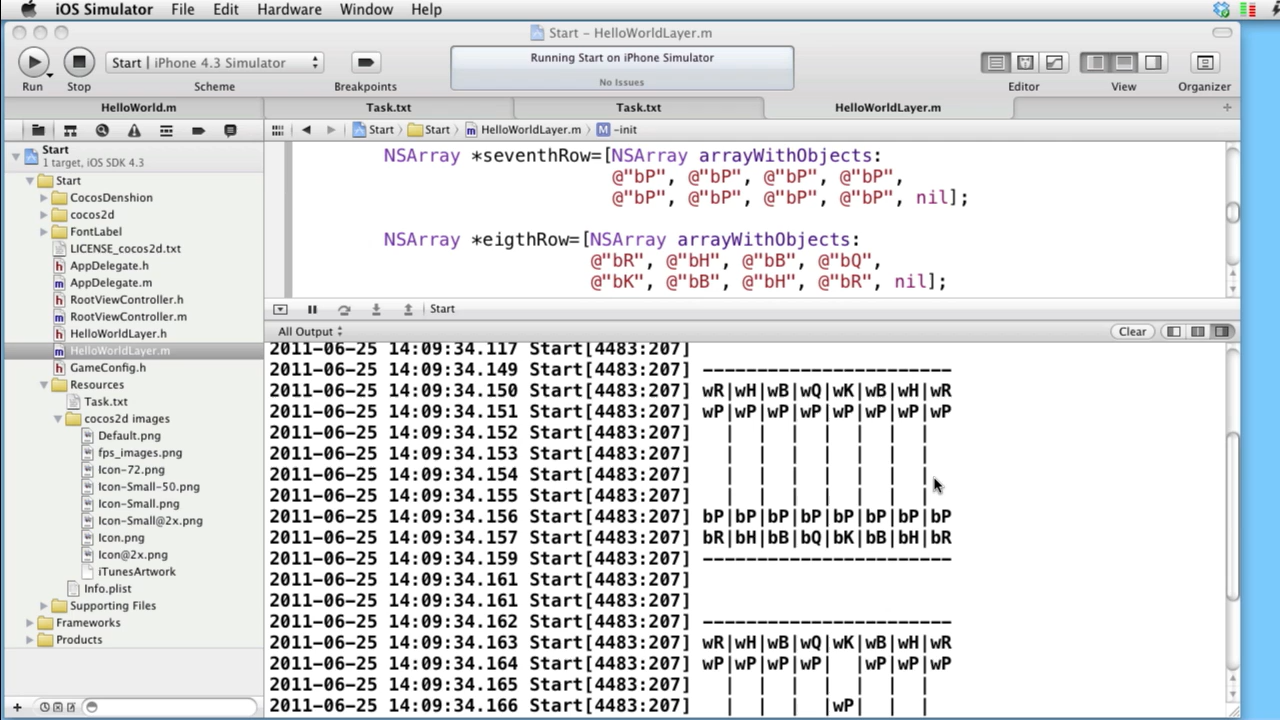 iOS Simulator File Edit Hardware Window Help
Start – HelloWorldLayer.m
Start | iPhone 4.3 Simulator
Running Start on iPhone Simulator
No Issues
Run Stop Scheme Breakpoints Editor View Organizer
HelloWorld.m Task.txt Task.txt HelloWorldLayer.m
Start Start HelloWorldLayer.m M -init
Start
1 target, iOS SDK 4.3
Start
CocosDenshion
cocos2d
FontLabel
LICENSE_cocos2d.txt
h AppDelegate.h
m AppDelegate.m
h RootViewController.h
m RootViewController.m
h HelloWorldLayer.h
m HelloWorldLayer.m
h GameConfig.h
Resources
Task.txt
cocos2d images
Default.png
fps_images.png
Icon-72.png
Icon-Small-50.png
Icon-Small.png
Icon-Small@2x.png
Icon.png
Icon@2x.png
iTunesArtwork
Info.plist
Supporting Files
Frameworks
Products
NSArray *seventhRow=[NSArray arrayWithObjects:
@"bP", @"bP", @"bP", @"bP",
@"bP", @"bP", @"bP", @"bP", nil];
NSArray *eigthRow=[NSArray arrayWithObjects:
@"bR", @"bH", @"bB", @"bQ",
@"bK", @"bB", @"bH", @"bR", nil];
Start
All Output Clear
2011-06-25 14:09:34.117 Start[4483:207]
2011-06-25 14:09:34.149 Start[4483:207] -----------------------
2011-06-25 14:09:34.150 Start[4483:207] wR|wH|wB|wQ|wK|wB|wH|wR
2011-06-25 14:09:34.151 Start[4483:207] wP|wP|wP|wP|wP|wP|wP|wP
2011-06-25 14:09:34.152 Start[4483:207]   |  |  |  |  |  |  |
2011-06-25 14:09:34.153 Start[4483:207]   |  |  |  |  |  |  |
2011-06-25 14:09:34.154 Start[4483:207]   |  |  |  |  |  |  |
2011-06-25 14:09:34.155 Start[4483:207]   |  |  |  |  |  |  |
2011-06-25 14:09:34.156 Start[4483:207] bP|bP|bP|bP|bP|bP|bP|bP
2011-06-25 14:09:34.157 Start[4483:207] bR|bH|bB|bQ|bK|bB|bH|bR
2011-06-25 14:09:34.159 Start[4483:207] -----------------------
2011-06-25 14:09:34.161 Start[4483:207]
2011-06-25 14:09:34.161 Start[4483:207]
2011-06-25 14:09:34.162 Start[4483:207] -----------------------
2011-06-25 14:09:34.163 Start[4483:207] wR|wH|wB|wQ|wK|wB|wH|wR
2011-06-25 14:09:34.164 Start[4483:207] wP|wP|wP|wP|  |wP|wP|wP
2011-06-25 14:09:34.165 Start[4483:207]   |  |  |  |  |  |  |
2011-06-25 14:09:34.166 Start[4483:207]   |  |  |  |wP|  |  |